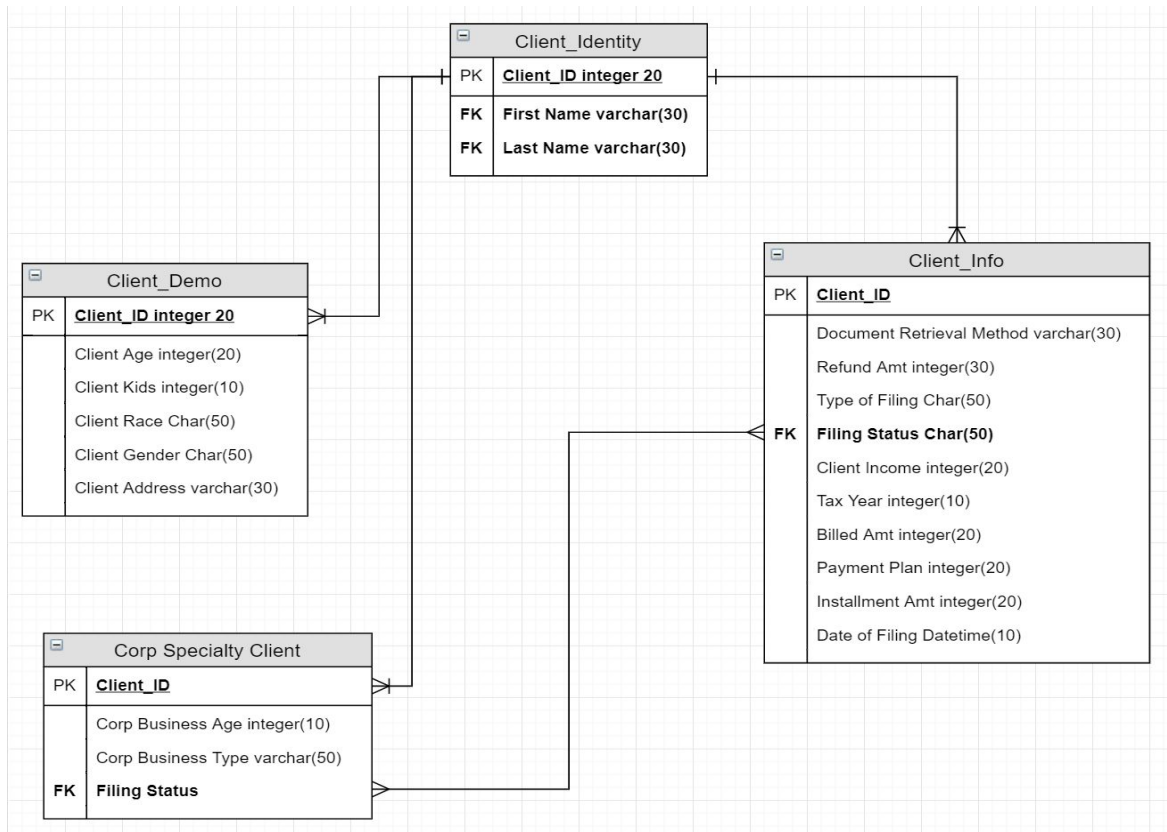 Client_Identity
PK Client_ID integer 20
FK First Name varchar(30)
FK Last Name varchar(30)
Client_Demo
PK Client_ID integer 20
Client Age integer(20)
Client Kids integer(10)
Client Race Char(50)
Client Gender Char(50)
Client Address varchar(30)
Client_Info
PK Client_ID
Document Retrieval Method varchar(30)
Refund Amt integer(30)
Type of Filing Char(50)
FK Filing Status Char(50)
Client Income integer(20)
Tax Year integer(10)
Billed Amt integer(20)
Payment Plan integer(20)
Installment Amt integer(20)
Date of Filing Datetime(10)
Corp Specialty Client
PK Client_ID
Corp Business Age integer(10)
Corp Business Type varchar(50)
FK Filing Status